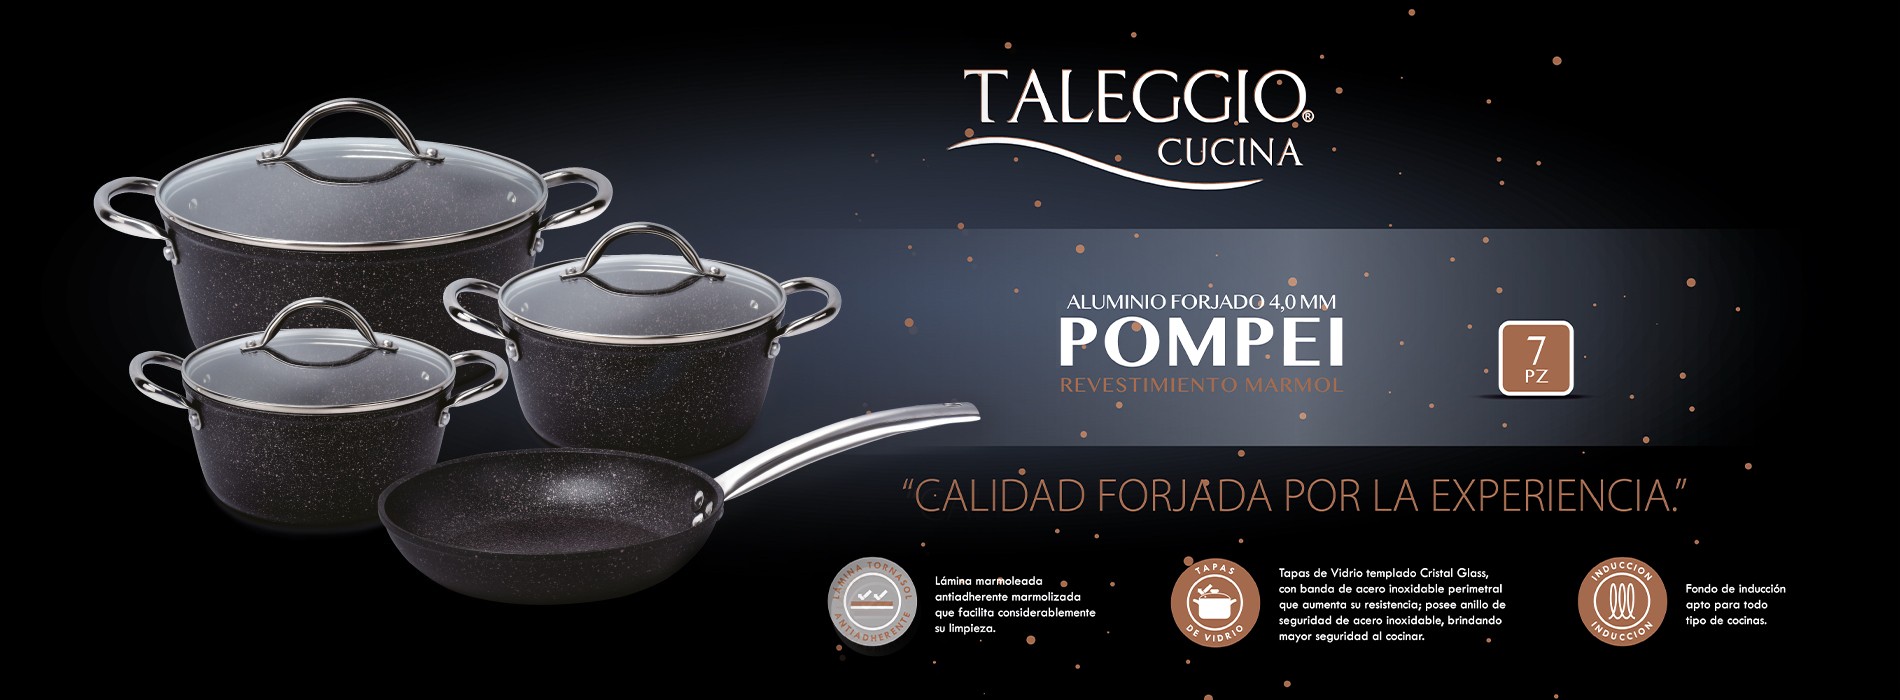 TALEGGIO®
CUCINA
ALUMINIO FORJADO 4,0 MM
POMPEI
REVESTIMIENTO MARMOL
7
PZ
“CALIDAD FORJADA POR LA EXPERIENCIA.”
LÁMINA TORNASOL
ANTIADHERENTE
Lámina marmoleada
antiadherente marmolizada
que facilita considerablemente
su limpieza.
TAPAS
DE VIDRIO
Tapas de Vidrio templado Cristal Glass,
con banda de acero inoxidable perimetral
que aumenta su resistencia; posee anillo de
seguridad de acero inoxidable, brindando
mayor seguridad al cocinar.
INDUCCION
INDUCCION
Fondo de inducción
apto para todo
tipo de cocinas.